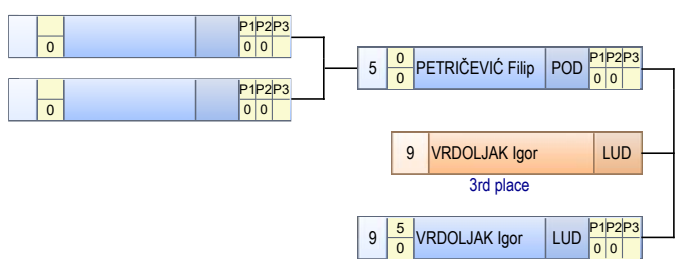 P1 P2 P3
0 0 0
P1 P2 P3
0 0 0
5 0 0 PETRIČEVIĆ Filip POD P1 P2 P3 0 0
9 VRDOLJAK Igor LUD
3rd place
9 5 0 VRDOLJAK Igor LUD P1 P2 P3 0 0